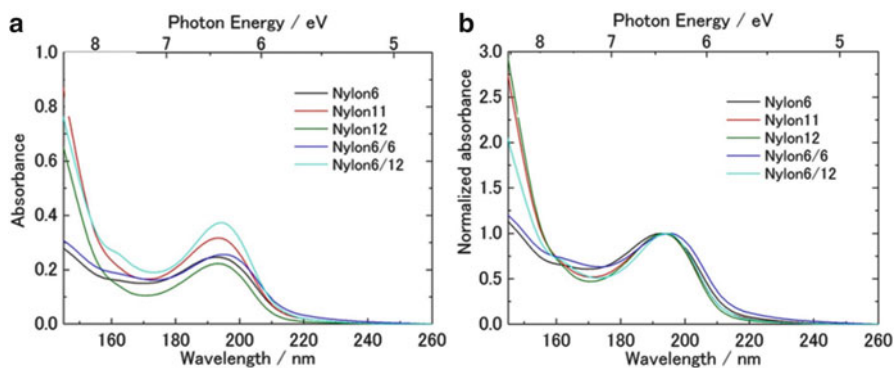 a
Photon Energy / eV
8 7 6 5
1.0
0.8
0.6
0.4
0.2
0.0
Absorbance
Nylon6
Nylon11
Nylon12
Nylon6/6
Nylon6/12
160 180 200 220 240 260
Wavelength / nm
b
Photon Energy / eV
8 7 6 5
3.0
2.5
2.0
1.5
1.0
0.5
0.0
Normalized absorbance
Nylon6
Nylon11
Nylon12
Nylon6/6
Nylon6/12
160 180 200 220 240 260
Wavelength / nm